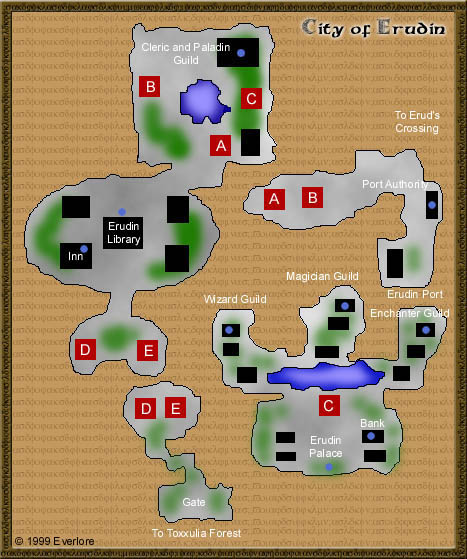 City of Erudin
Cleric and Paladin
Guild
B
C
A
To Erud's
Crossing
Port Authority
A
B
Erudin
Library
Inn
Erudin Port
Magician Guild
Wizard Guild
Enchanter Guild
D
E
D
E
C
Bank
Erudin
Palace
Gate
To Toxxulia Forest
© 1999 Everlore